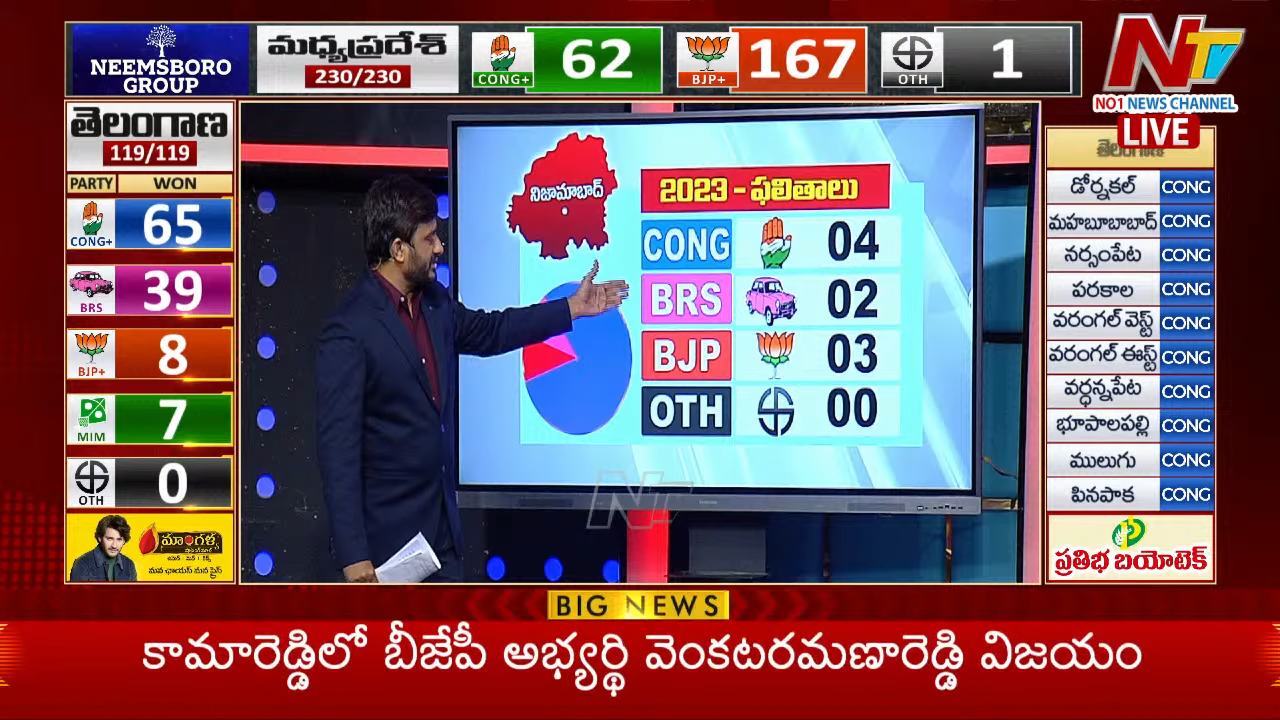 NEEMSBORO
GROUP
మధ్యప్రదేశ్
230/230
CONG+
62
BJP+
167
OTH
1
NTV
NO1 NEWS CHANNEL
LIVE
తెలంగాణ
119/119
PARTY WON
CONG+ 65
BRS 39
BJP+ 8
MIM 7
OTH 0
మాంగళ్య
నిజామాబాద్
2023 - ఫలితాలు
CONG 04
BRS 02
BJP 03
OTH 00
NTV
తెలంగాణ
డోర్నకల్ CONG
మహబూబాబాద్ CONG
నర్సంపేట CONG
పరకాల CONG
వరంగల్ వెస్ట్ CONG
వరంగల్ ఈస్ట్ CONG
వర్ధన్నపేట CONG
భూపాలపల్లి CONG
ములుగు CONG
పినపాక CONG
ప్రతిభ బయోటెక్
BIG NEWS
కామారెడ్డిలో బీజేపీ అభ్యర్థి వెంకటరమణారెడ్డి విజయం